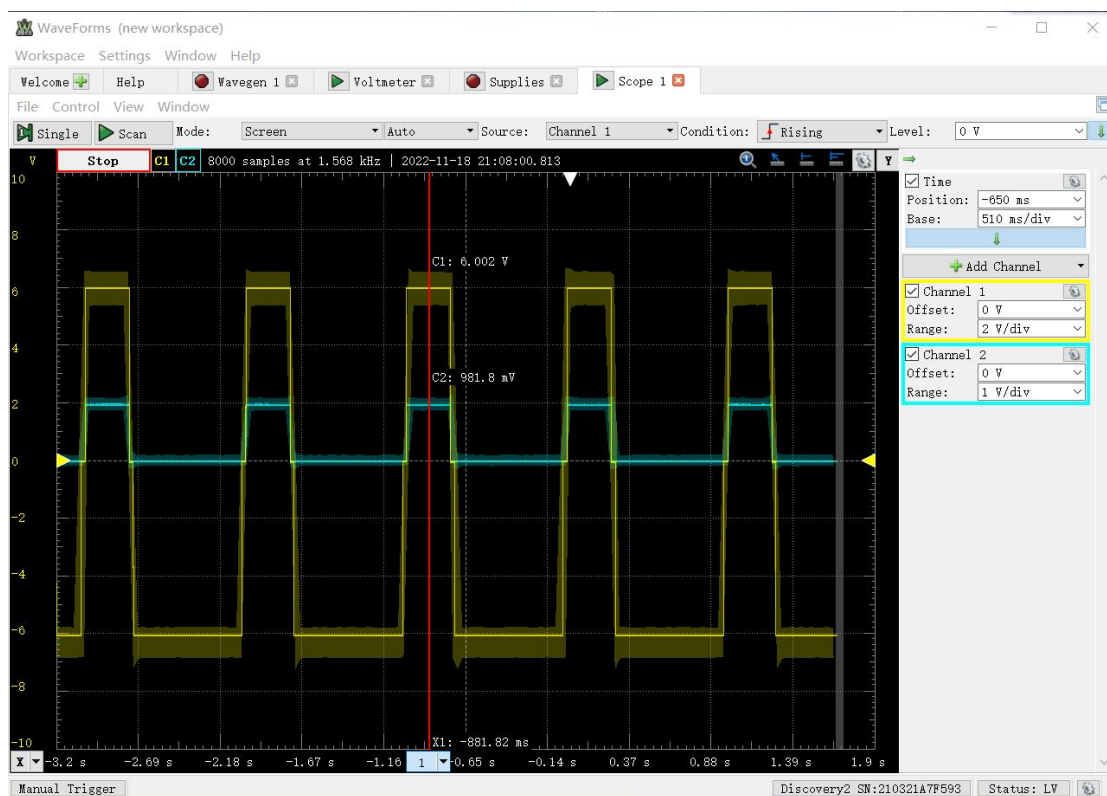 WaveForms (new workspace)
Workspace Settings Window Help
Welcome Help Wavegen 1 Voltmeter Supplies Scope 1
File Control View Window
Single Scan Mode: Screen Auto Source: Channel 1 Condition: Rising Level: 0 V
V Stop C1 C2 8000 samples at 1.568 kHz | 2022-11-18 21:08:00.813 Y
Time
Position: -650 ms
Base: 510 ms/div
Add Channel
Channel 1
Offset: 0 V
Range: 2 V/div
Channel 2
Offset: 0 V
Range: 1 V/div
10
8
6
4
2
0
-2
-4
-6
-8
-10
C1: 6.002 V
C2: 981.8 mV
X1: -881.82 ms
X -3.2 s -2.69 s -2.18 s -1.67 s -1.16 1 -0.65 s -0.14 s 0.37 s 0.88 s 1.39 s 1.9 s
Manual Trigger Discovery2 SN:210321A7F593 Status: LV